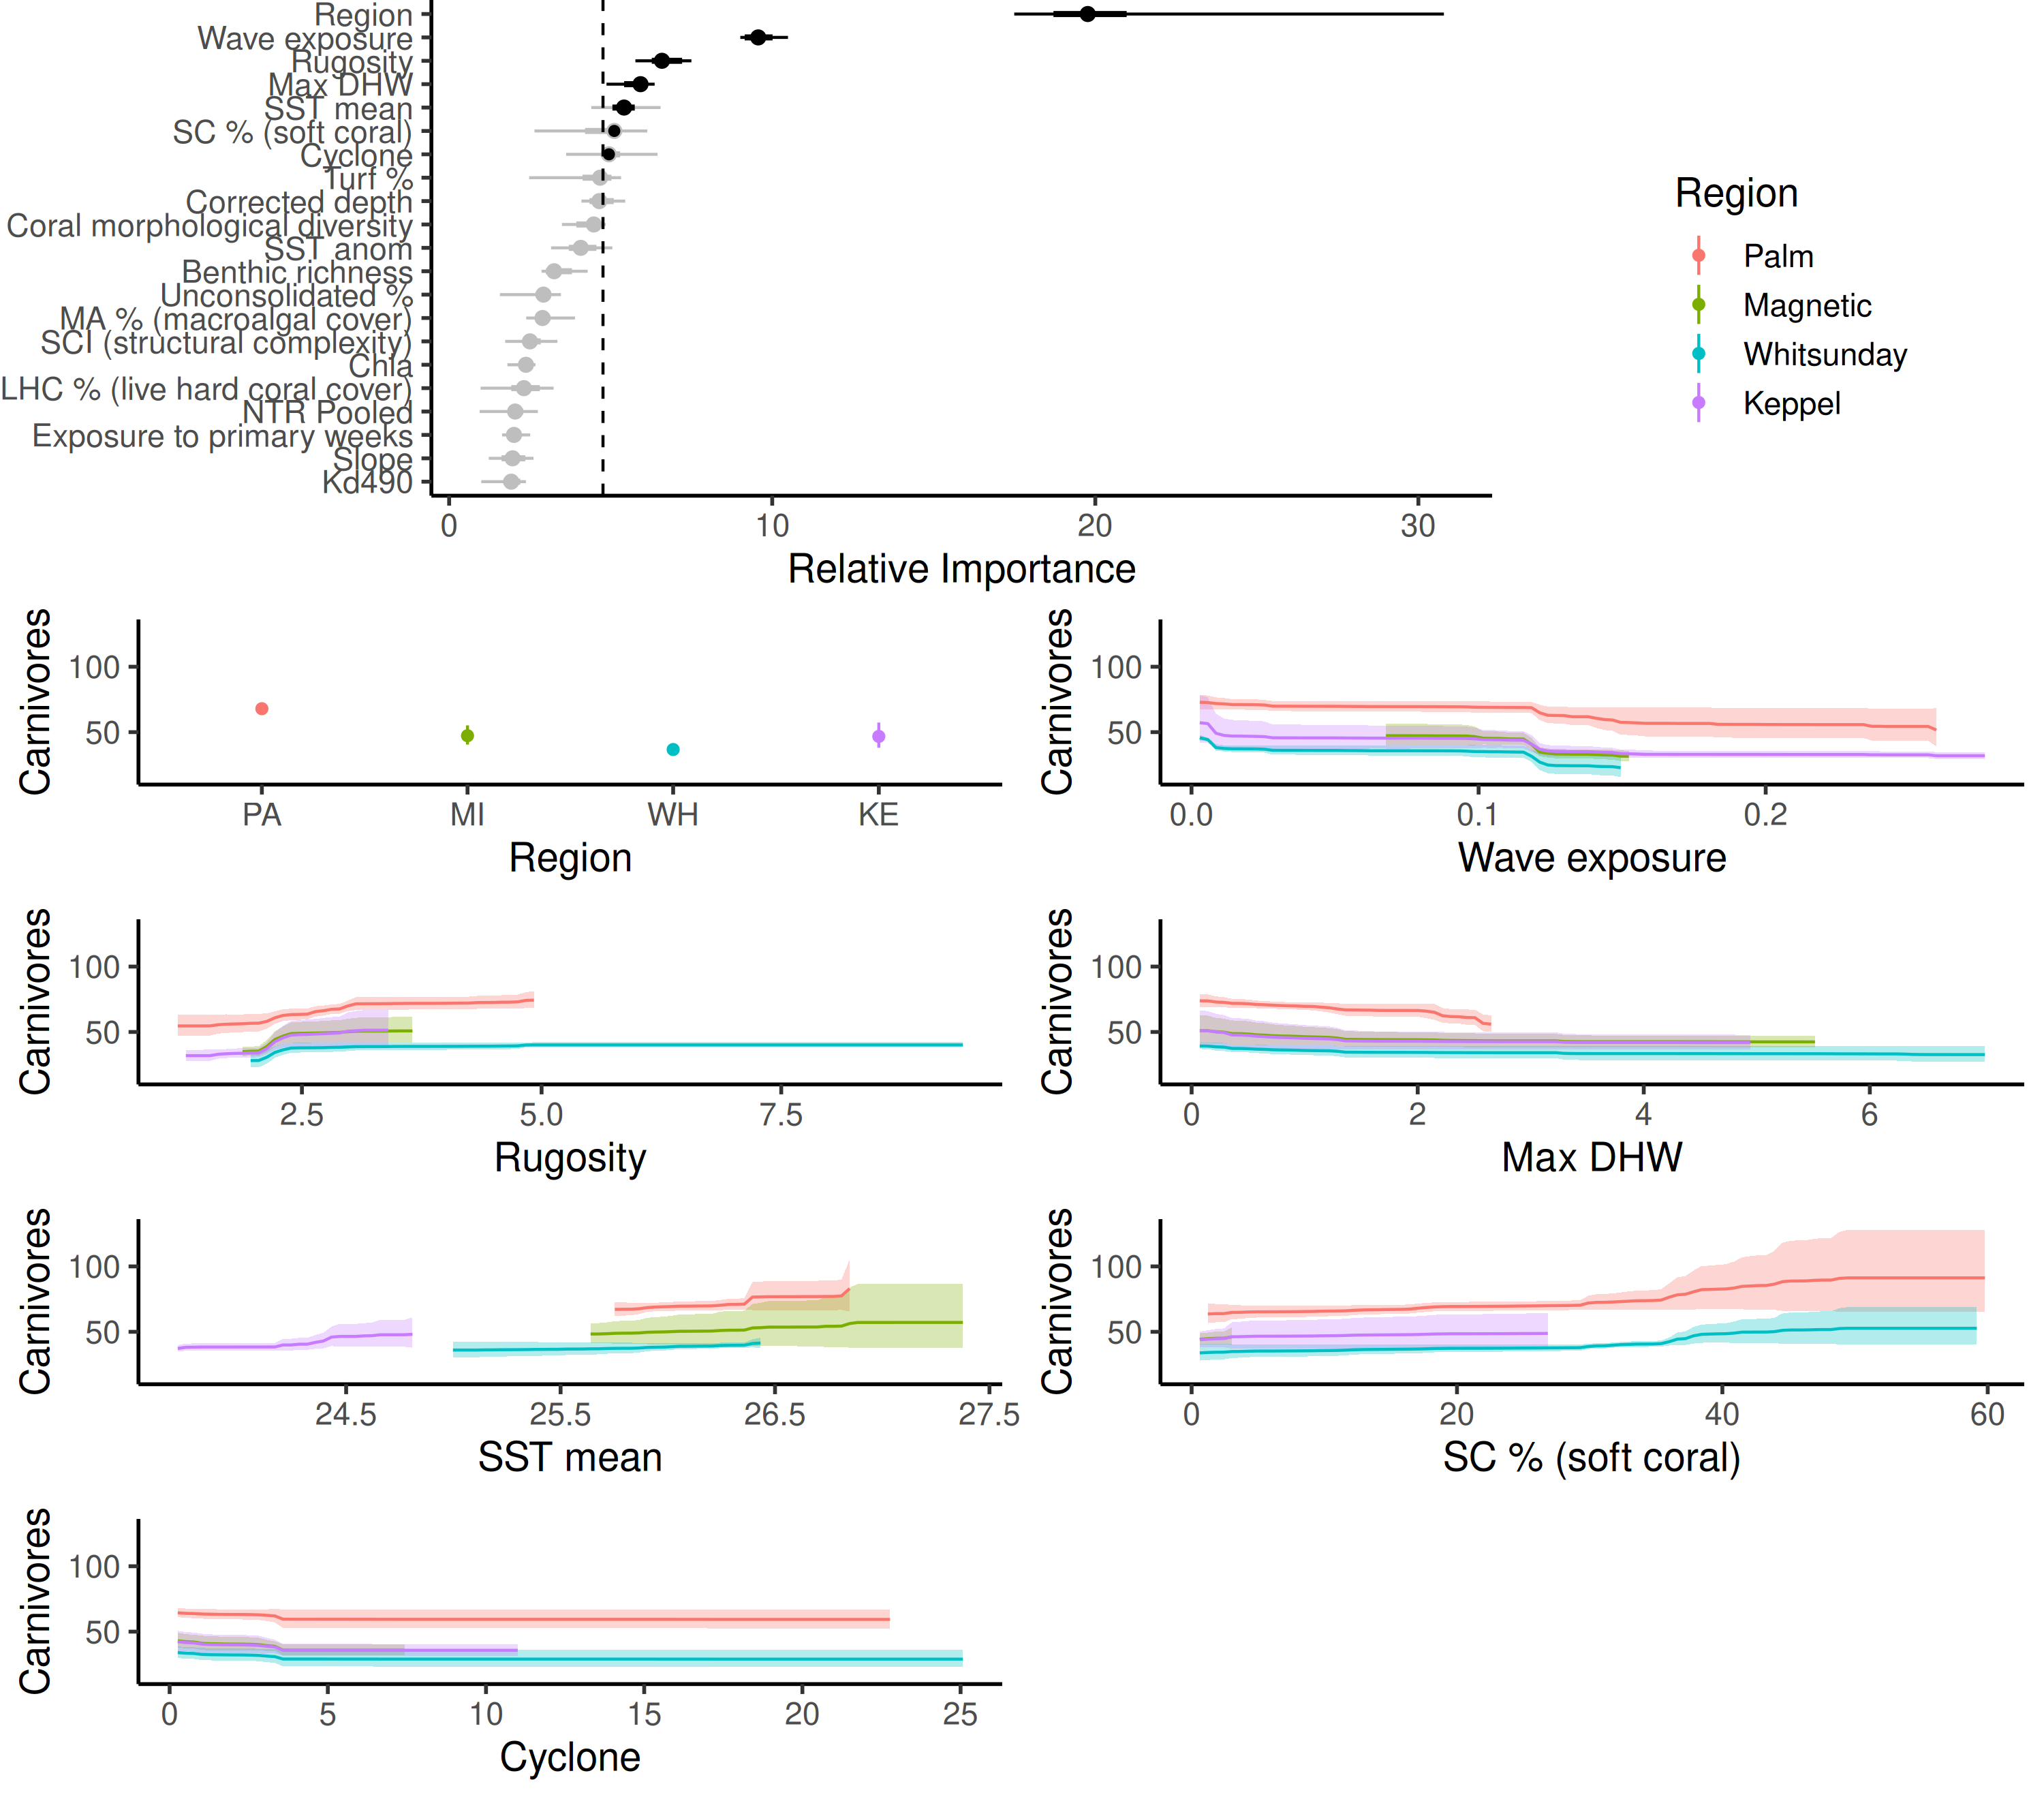 Region
Wave exposure
Rugosity
Max DHW
SST mean
SC % (soft coral)
Cyclone
Turf %
Corrected depth
Coral morphological diversity
SST anom
Benthic richness
Unconsolidated %
MA % (macroalgal cover)
SCI (structural complexity)
Chla
LHC % (live hard coral cover)
NTR Pooled
Exposure to primary weeks
Slope
Kd490
0 10 20 30
Relative Importance
Region
Palm
Magnetic
Whitsunday
Keppel
Carnivores
100
50
PA MI WH KE
Region
Carnivores
100
50
0.0 0.1 0.2
Wave exposure
Carnivores
100
50
2.5 5.0 7.5
Rugosity
Carnivores
100
50
0 2 4 6
Max DHW
Carnivores
100
50
24.5 25.5 26.5 27.5
SST mean
Carnivores
100
50
0 20 40 60
SC % (soft coral)
Carnivores
100
50
0 5 10 15 20 25
Cyclone